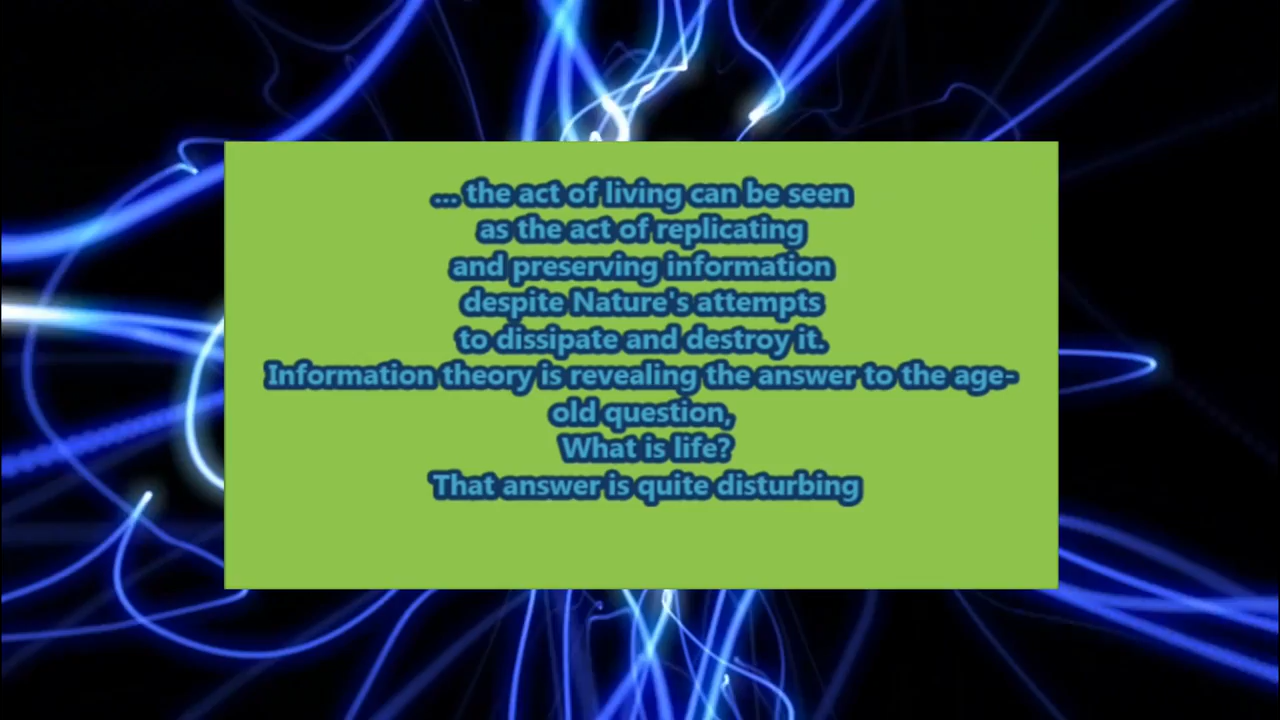 ... the act of living can be seen
as the act of replicating
and preserving information
despite Nature's attempts
to dissipate and destroy it.
Information theory is revealing the answer to the age-
old question,
What is life?
That answer is quite disturbing